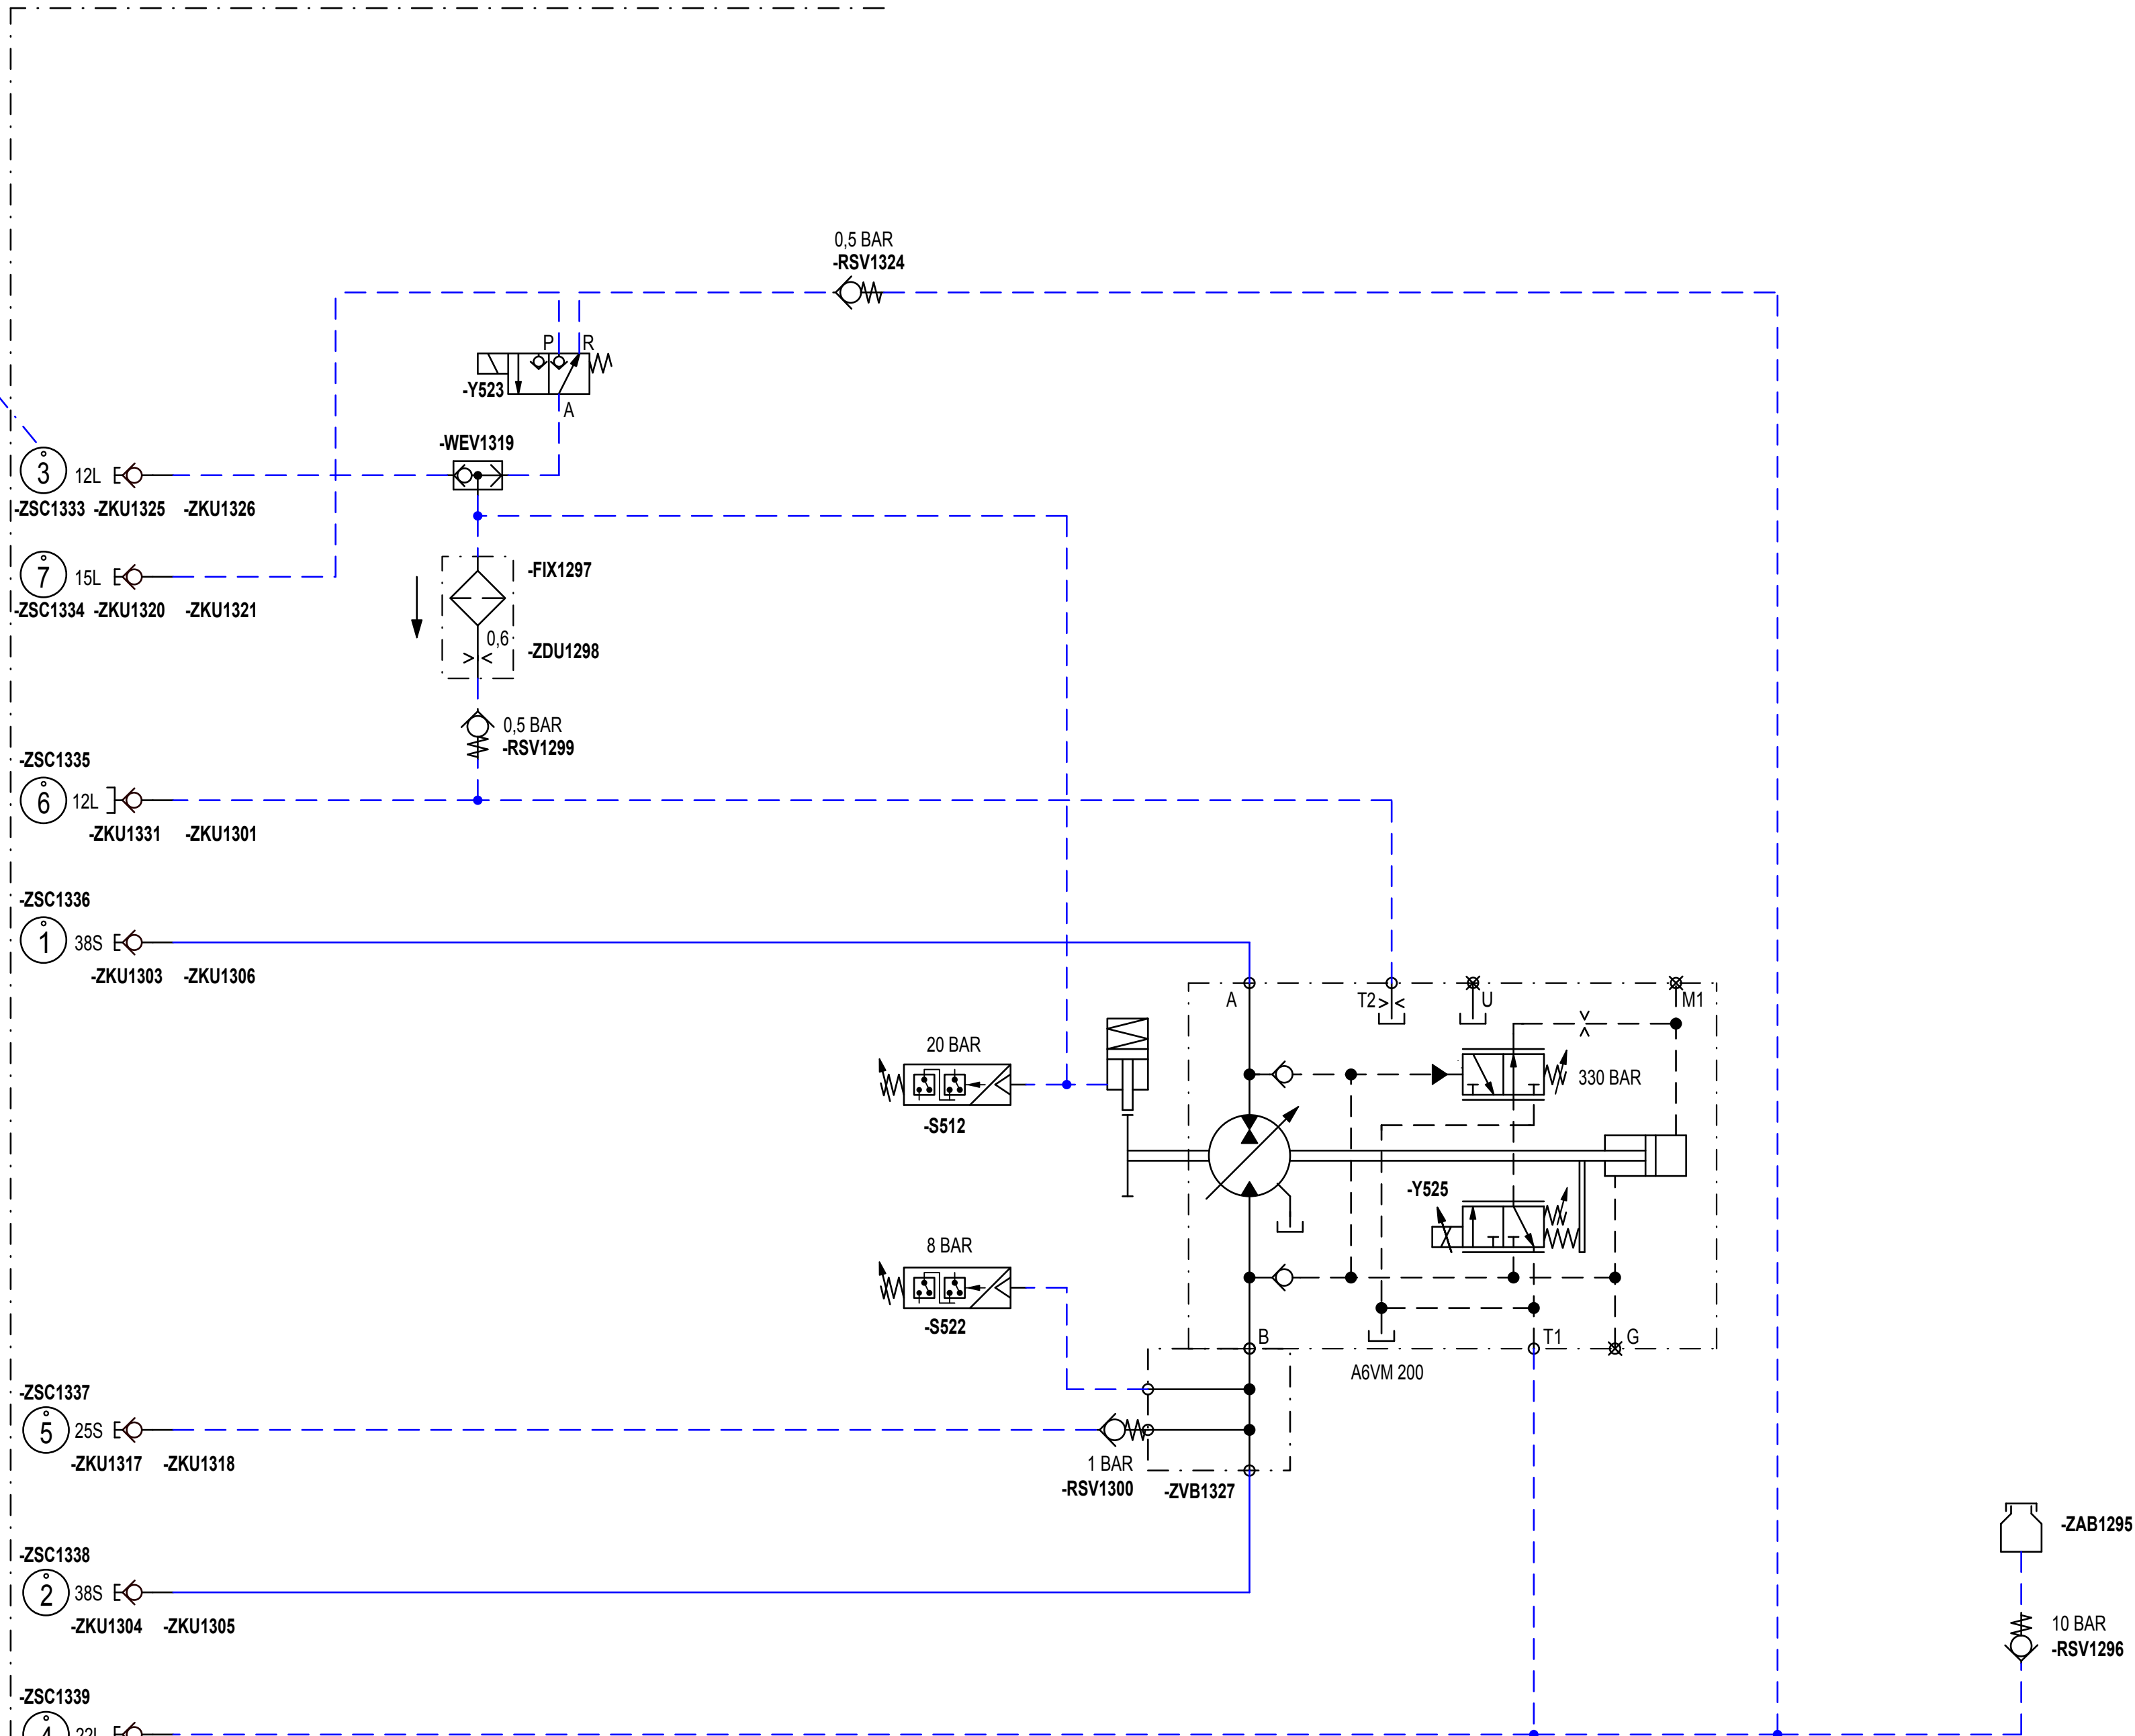 0,5 BAR
-RSV1324
P
R
-Y523
A
-WEV1319
3
12L
-ZSC1333
-ZKU1325
-ZKU1326
-FIX1297
7
15L
-ZSC1334
-ZKU1320
-ZKU1321
0,6
-ZDU1298
0,5 BAR
-RSV1299
-ZSC1335
6
12L
-ZKU1331
-ZKU1301
-ZSC1336
1
38S
-ZKU1303
-ZKU1306
A
T2
U
M1
20 BAR
330 BAR
-S512
-Y525
8 BAR
-S522
B
T1
G
A6VM 200
-ZSC1337
5
25S
-ZKU1317
-ZKU1318
1 BAR
-RSV1300
-ZVB1327
-ZAB1295
-ZSC1338
2
38S
-ZKU1304
-ZKU1305
10 BAR
-RSV1296
-ZSC1339
4
22L